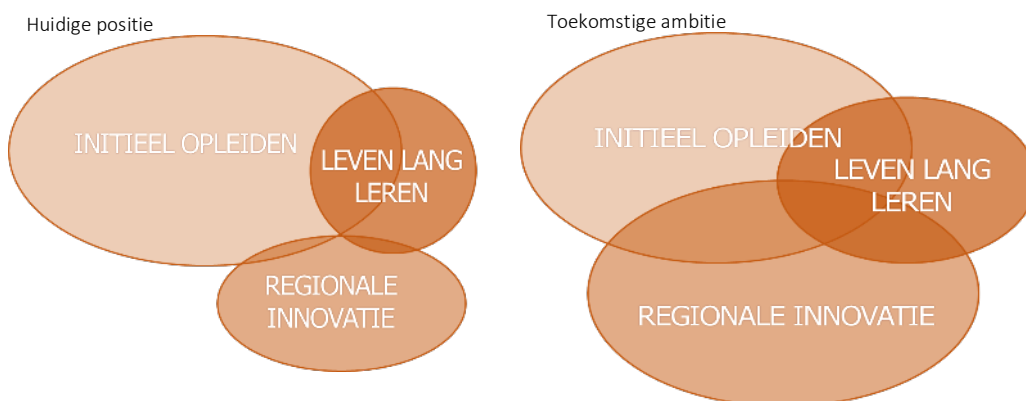 Huidige positie
INITIEEL OPLEIDEN
LEVEN LANG
LEREN
REGIONALE
INNOVATIE
Toekomstige ambitie
INITIEEL OPLEIDEN
LEVEN LANG
LEREN
REGIONALE INNOVATIE